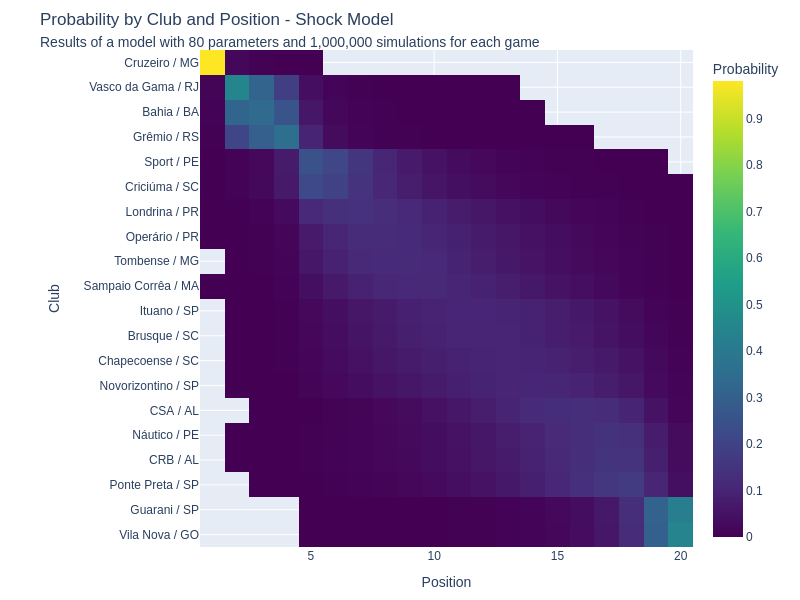 Probability by Club and Position - Shock Model
Results of a model with 80 parameters and 1,000,000 simulations for each game
Probability
Club
Cruzeiro / MG
Vasco da Gama / RJ
Bahia / BA
Grêmio / RS
Sport / PE
Criciúma / SC
Londrina / PR
Operário / PR
Tombense / MG
Sampaio Corrêa / MA
Ituano / SP
Brusque / SC
Chapecoense / SC
Novorizontino / SP
CSA / AL
Náutico / PE
CRB / AL
Ponte Preta / SP
Guarani / SP
Vila Nova / GO
5 10 15 20
Position
0.9
0.8
0.7
0.6
0.5
0.4
0.3
0.2
0.1
0